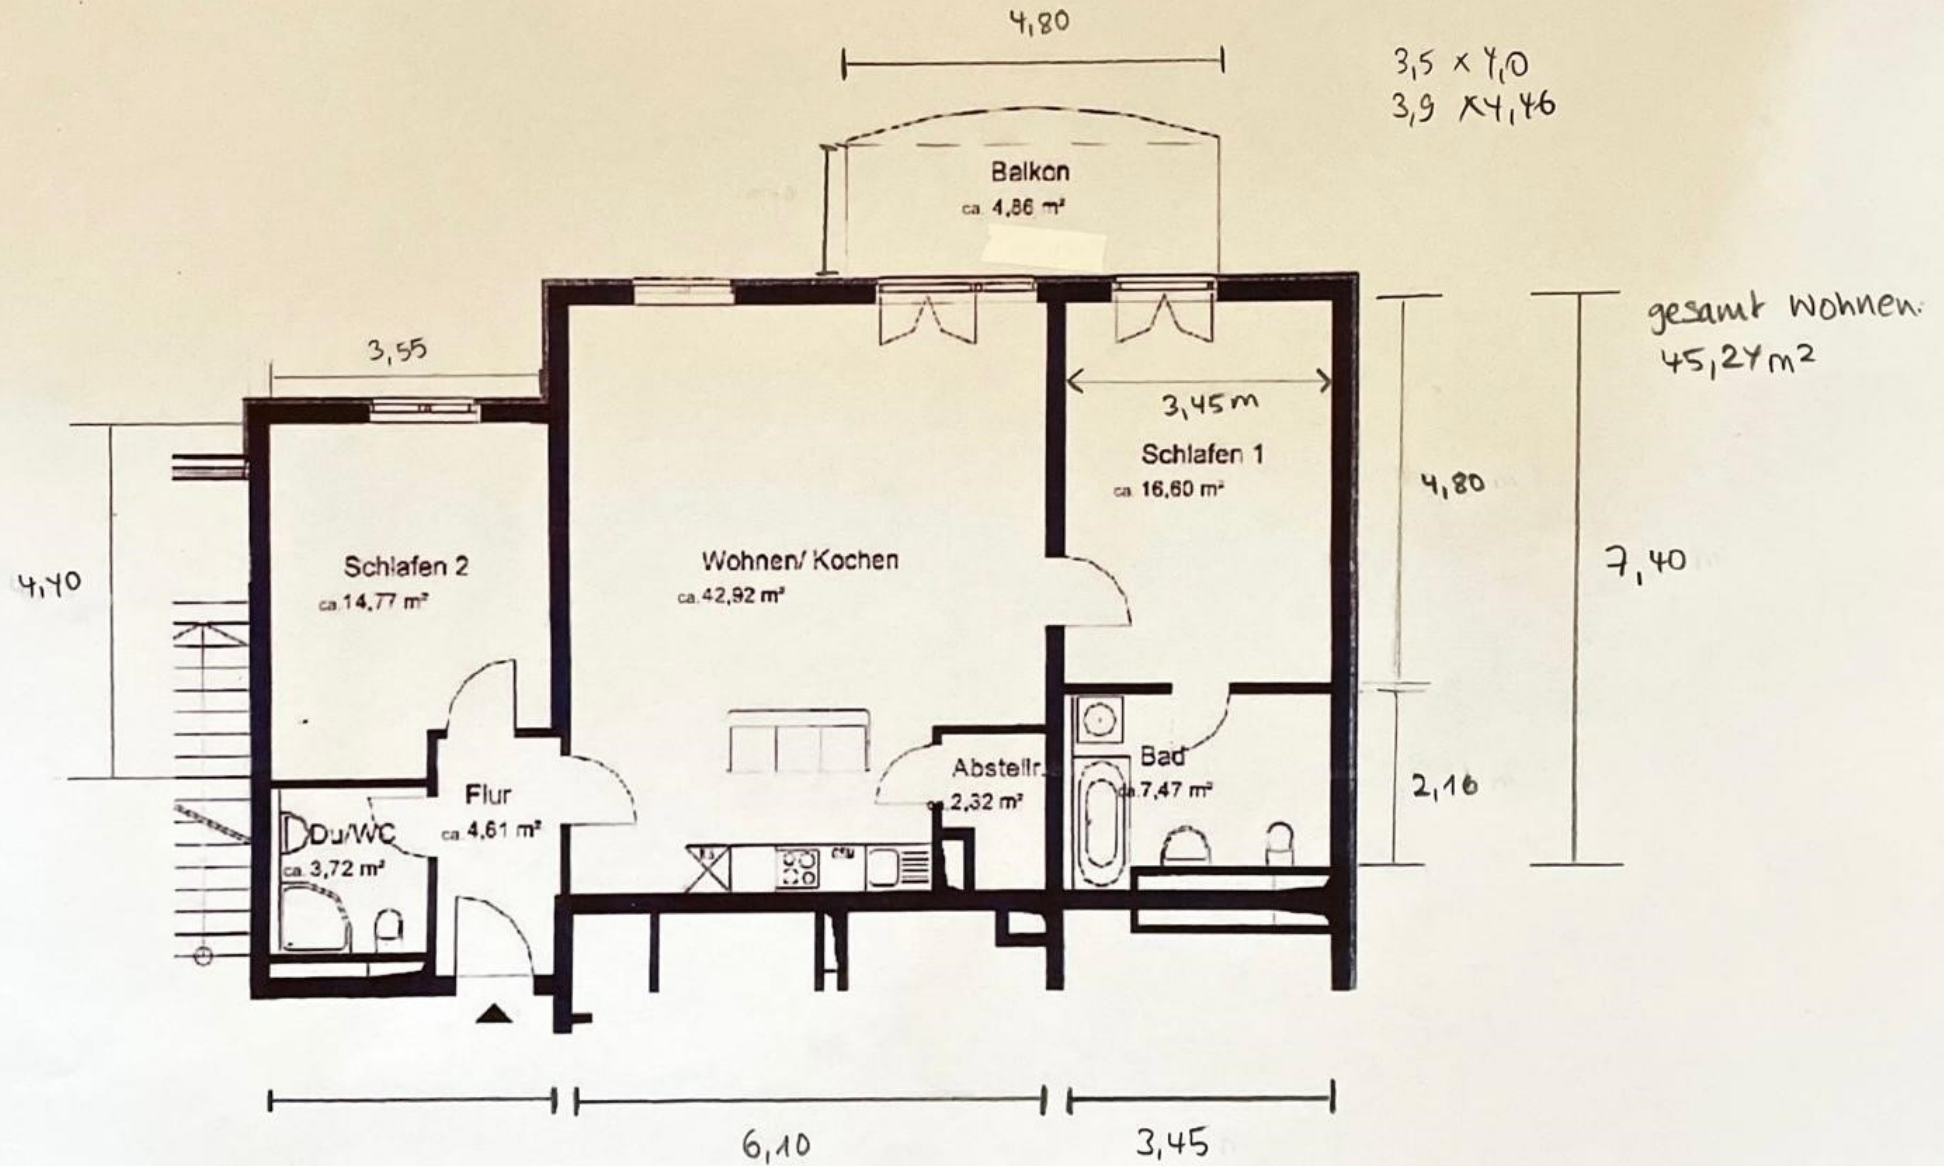 4,80
3,5 x 4,0
3,9 x 4,46
Balkon
ca. 4,86 m²
gesamt Wohnen:
45,24 m²
3,55
3,45m
Schlafen 1
ca. 16,60 m²
4,80
Schlafen 2
ca. 14,77 m²
Wohnen/ Kochen
ca. 42,92 m²
4,40
7,40
Abstellr.
ca. 2,32 m²
Bad
ca. 7,47 m²
2,16
Flur
ca. 4,61 m²
Du/WC
ca. 3,72 m²
6,10
3,45